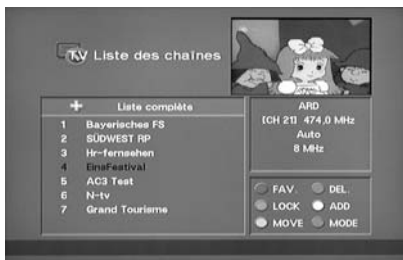 TV Liste des chaînes
+ Liste complète
1 Bayerisches FS
2 SÜDWEST RP
3 Hr-fernsehen
4 EinsFestival
5 AC3 Test
6 N-tv
7 Grand Tourisme
ARD
[CH 21] 474,0 MHz
Auto
8 MHz
FAV. DEL.
LOCK ADD
MOVE MODE